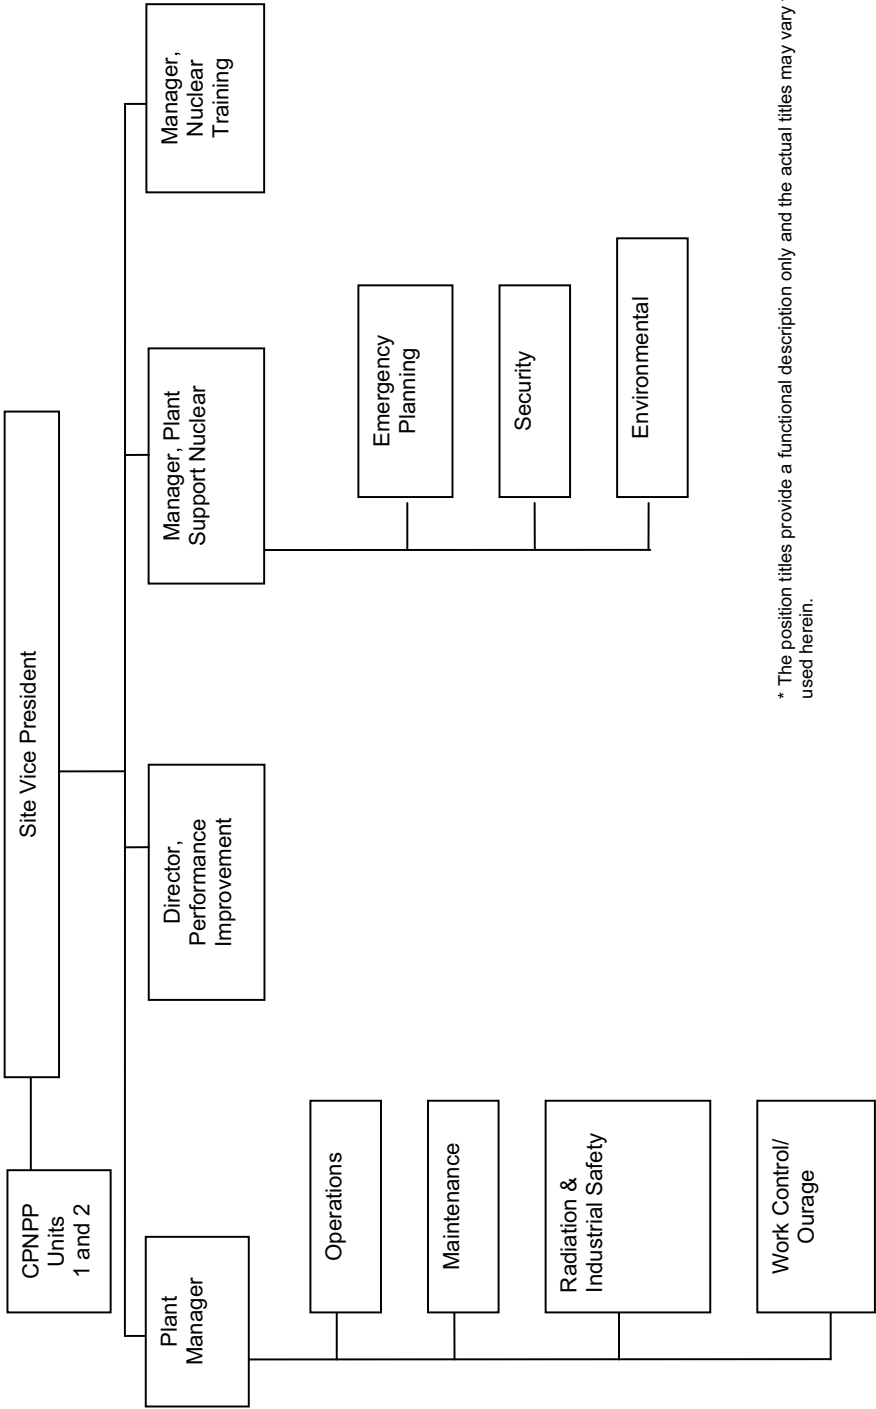 Site Vice President
CPNPP
Units
1 and 2
Plant
Manager
Director,
Performance
Improvement
Manager, Plant
Support Nuclear
Manager,
Nuclear
Training
Operations
Maintenance
Radiation &
Industrial Safety
Work Control/
Ourage
Emergency
Planning
Security
Environmental
* The position titles provide a functional description only and the actual titles may vary
used herein.